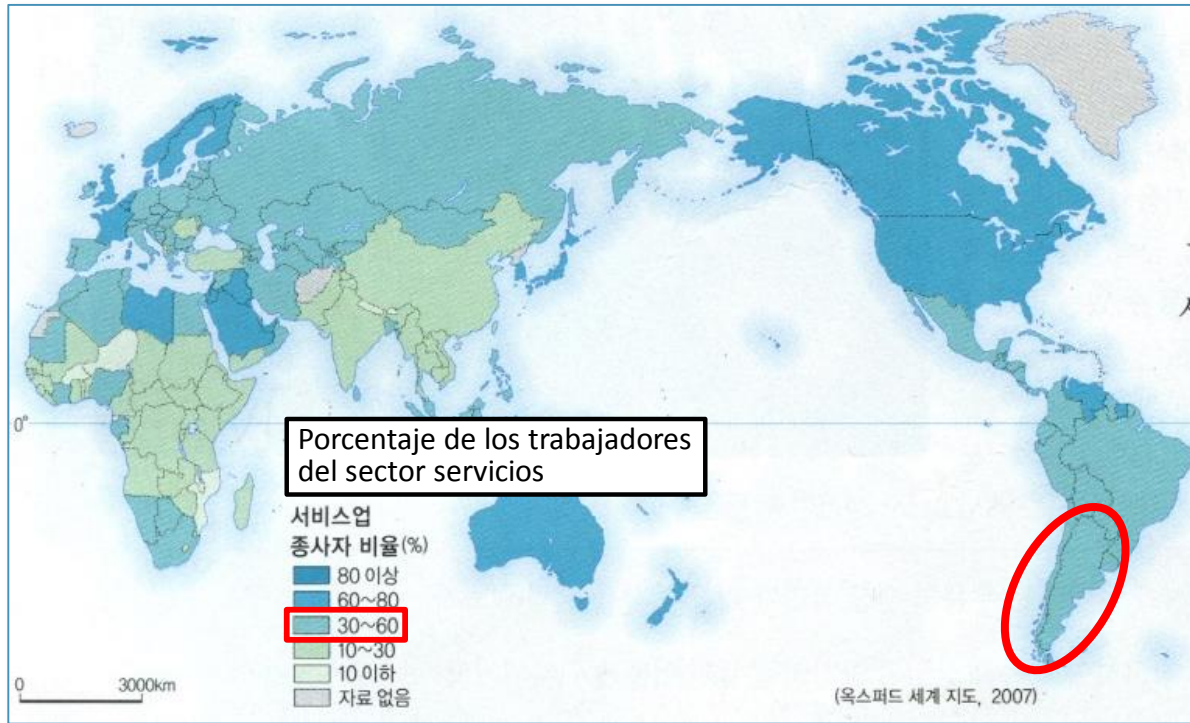 0°
Porcentaje de los trabajadores
del sector servicios
서비스업
종사자 비율(%)
80 이상
60~80
30~60
10~30
10 이하
자료 없음
0 3000km
(옥스퍼드 세계 지도, 2007)